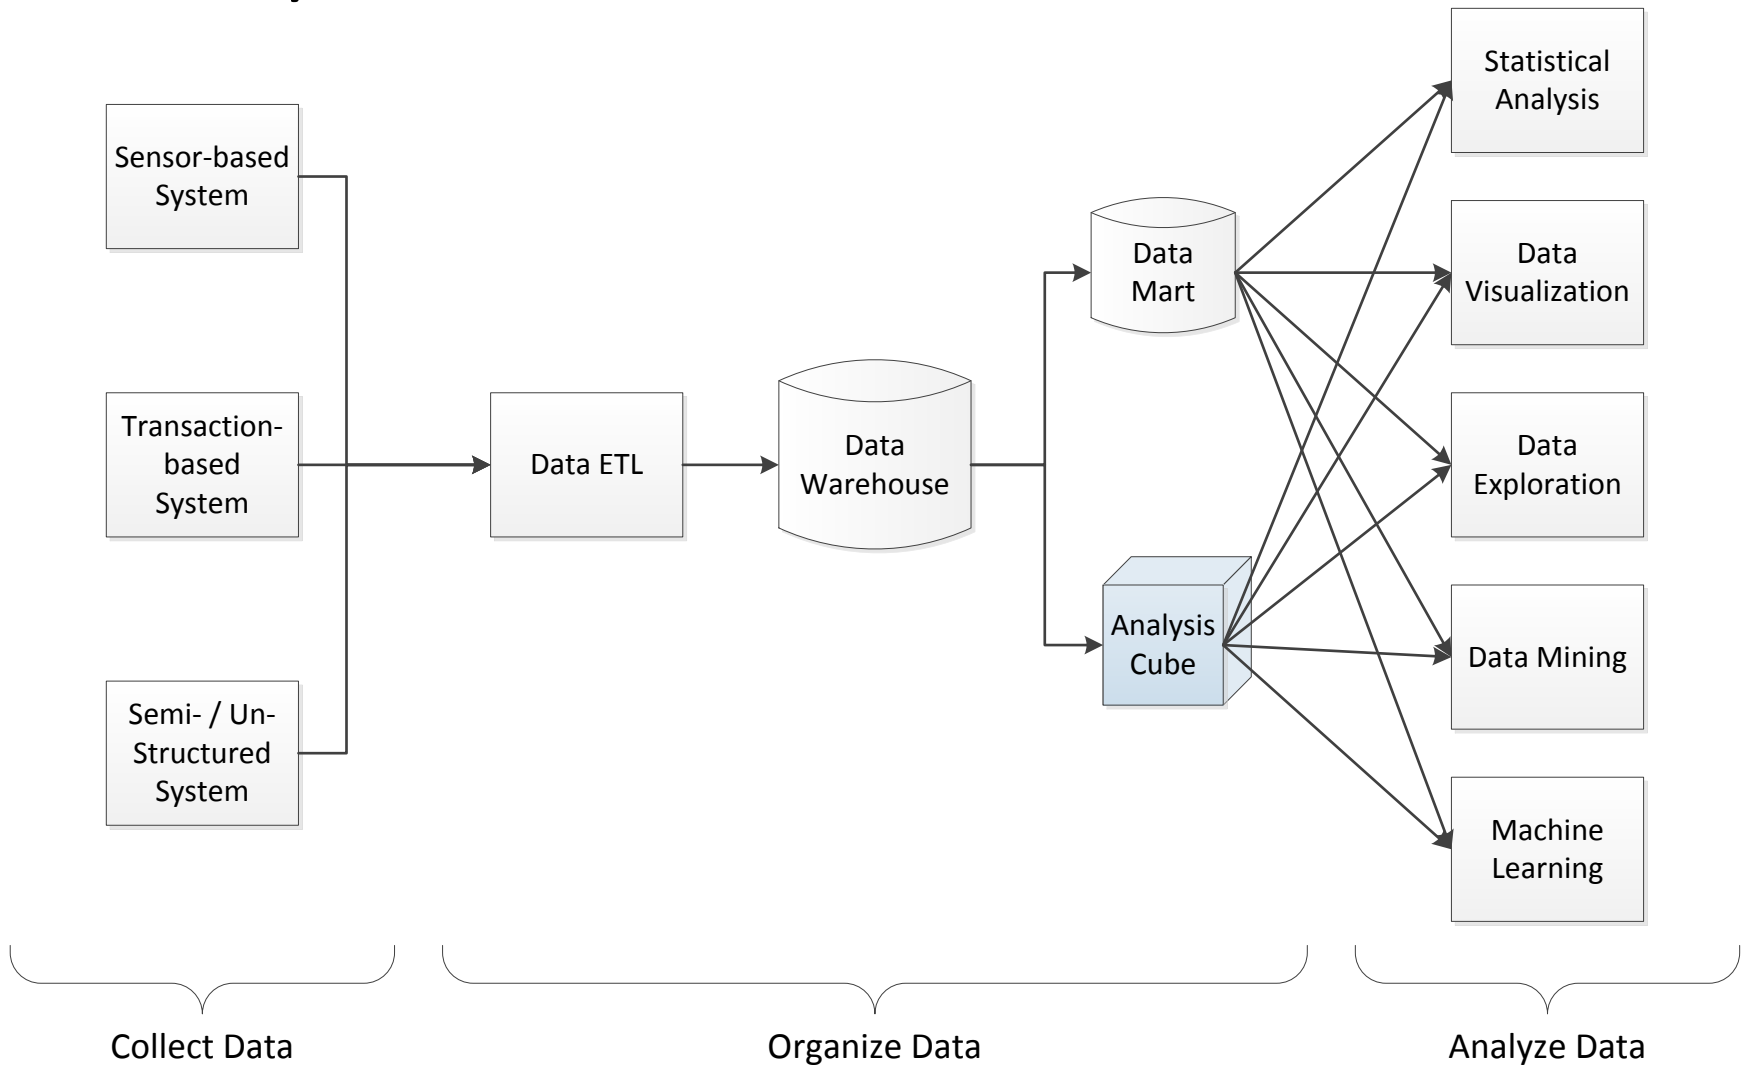 Sensor-based
System
Transaction-
based
System
Semi- / Un-
Structured
System
Data ETL
Data
Warehouse
Data
Mart
Analysis
Cube
Statistical
Analysis
Data
Visualization
Data
Exploration
Data Mining
Machine
Learning
Collect Data
Organize Data
Analyze Data